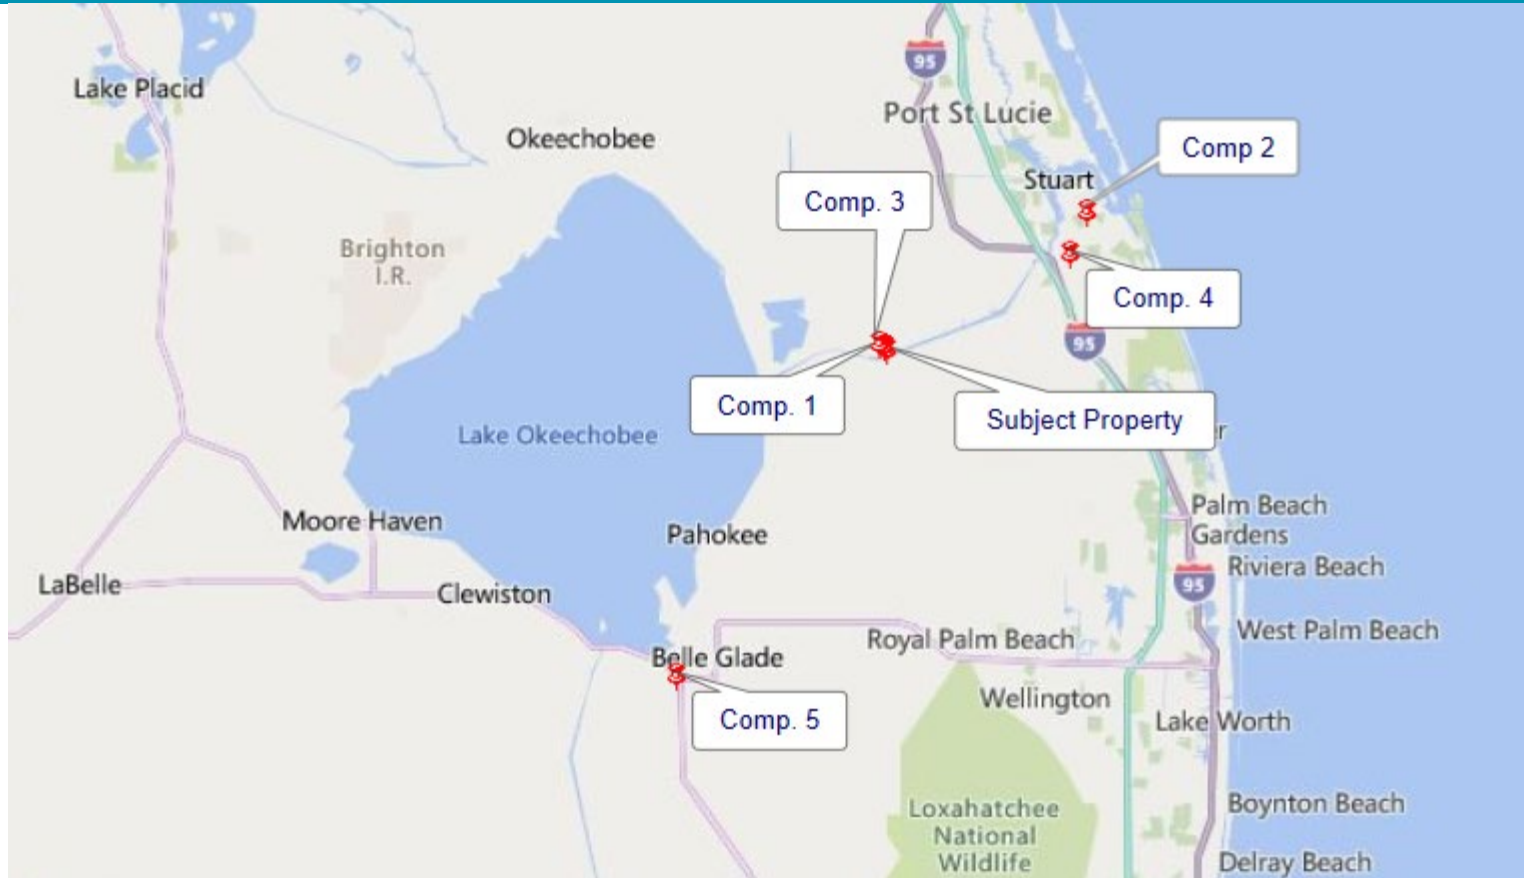 95
Lake Placid
Port St Lucie
Okeechobee
Comp 2
Stuart
Comp. 3
Brighton
I.R.
Comp. 4
95
Comp. 1
Subject Property
Lake Okeechobee
Palm Beach
Gardens
Moore Haven
Pahokee
Riviera Beach
95
LaBelle
Clewiston
West Palm Beach
Royal Palm Beach
Belle Glade
Wellington
Comp. 5
Lake Worth
Boynton Beach
Loxahatchee
National
Wildlife
Delray Beach